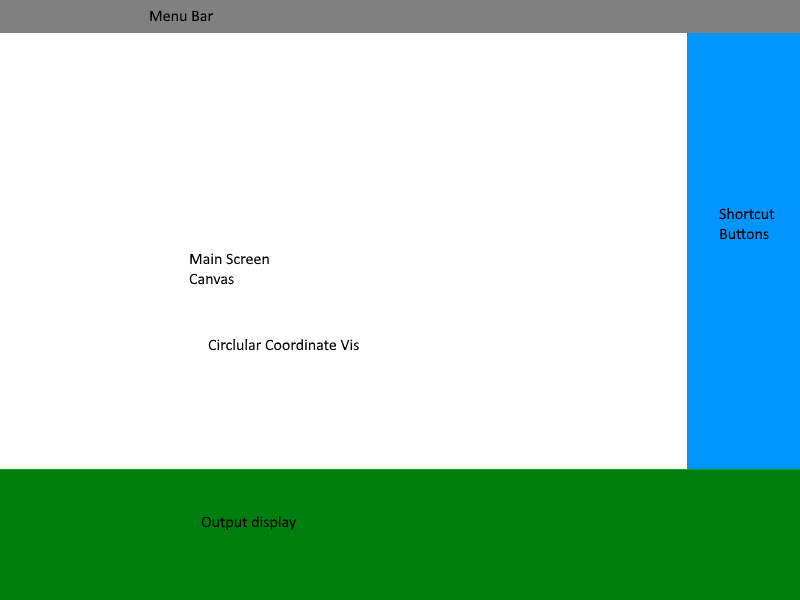 Menu Bar
Shortcut
Buttons
Main Screen
Canvas
Circlular Coordinate Vis
Output display